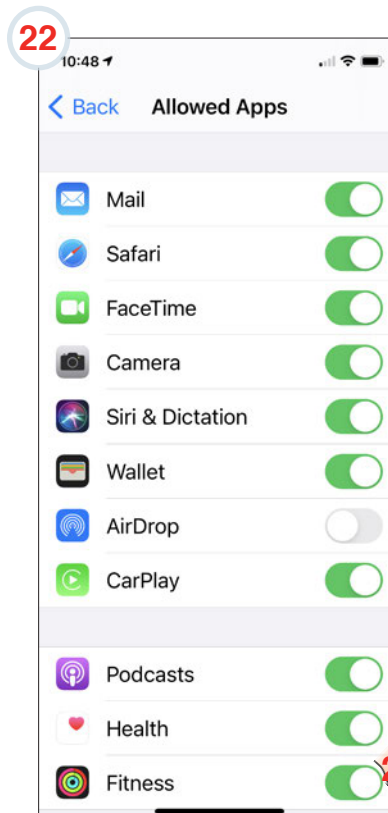 22
10:48
Back Allowed Apps
Mail
Safari
FaceTime
Camera
Siri & Dictation
Wallet
AirDrop
CarPlay
Podcasts
Health
Fitness